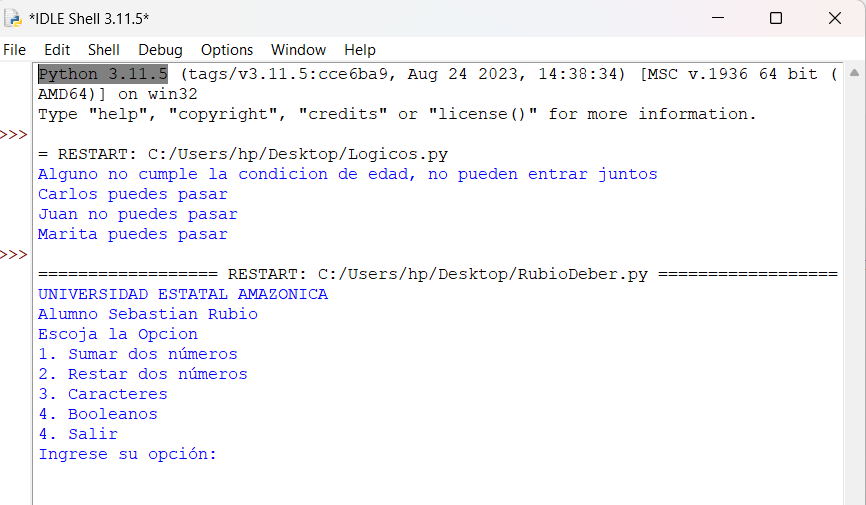 *IDLE Shell 3.11.5*
File Edit Shell Debug Options Window Help
Python 3.11.5 (tags/v3.11.5:cce6ba9, Aug 24 2023, 14:38:34) [MSC v.1936 64 bit (
AMD64)] on win32
Type "help", "copyright", "credits" or "license()" for more information.
>>>
= RESTART: C:/Users/hp/Desktop/Logicos.py
Alguno no cumple la condicion de edad, no pueden entrar juntos
Carlos puedes pasar
Juan no puedes pasar
Marita puedes pasar
>>>
================== RESTART: C:/Users/hp/Desktop/RubioDeber.py ==================
UNIVERSIDAD ESTATAL AMAZONICA
Alumno Sebastian Rubio
Escoja la Opcion
1. Sumar dos números
2. Restar dos números
3. Caracteres
4. Booleanos
4. Salir
Ingrese su opción: